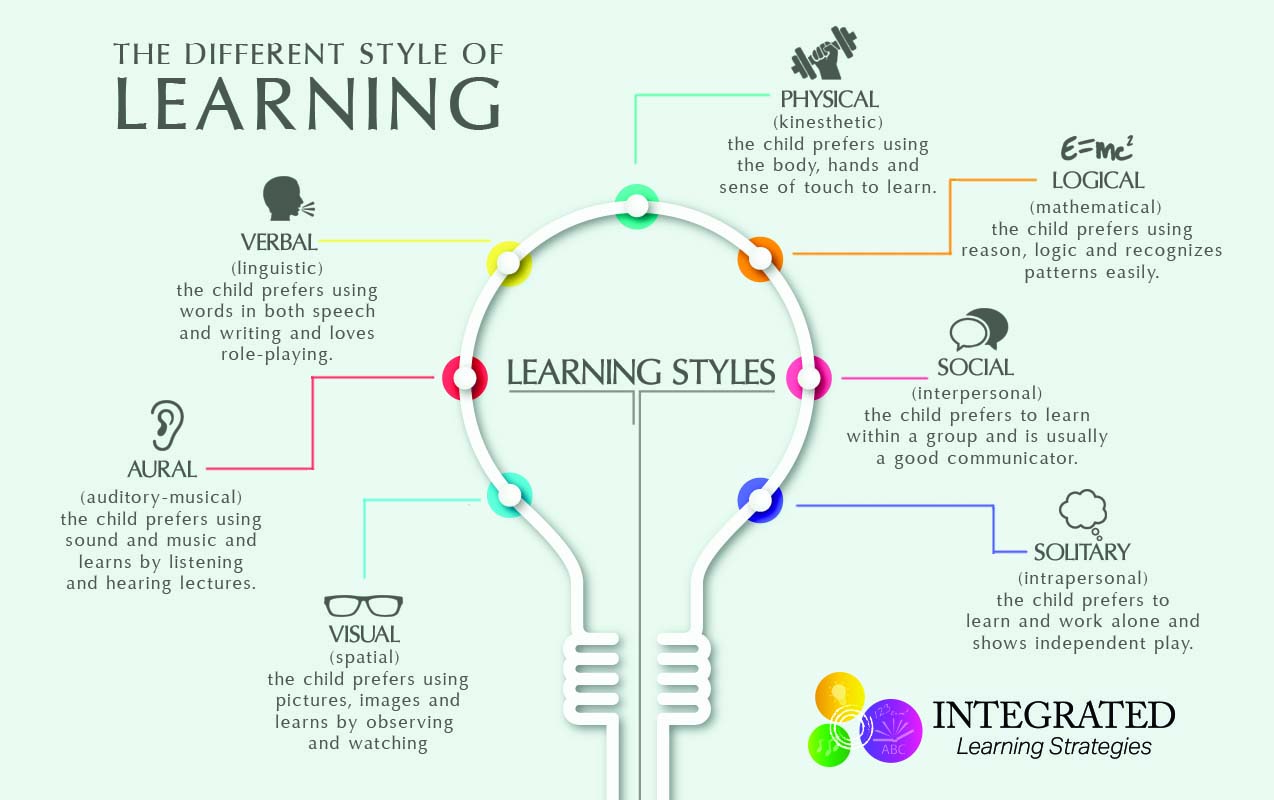 THE DIFFERENT STYLE OF
LEARNING
PHYSICAL
(kinesthetic)
the child prefers using
the body, hands and
sense of touch to learn.
E=mc²
LOGICAL
(mathematical)
the child prefers using
reason, logic and recognizes
patterns easily.
VERBAL
(linguistic)
the child prefers using
words in both speech
and writing and loves
role-playing.
LEARNING STYLES
SOCIAL
(interpersonal)
the child prefers to learn
within a group and is usually
a good communicator.
AURAL
(auditory-musical)
the child prefers using
sound and music and
learns by listening
and hearing lectures.
SOLITARY
(intrapersonal)
the child prefers to
learn and work alone and
shows independent play.
VISUAL
(spatial)
the child prefers using
pictures, images and
learns by observing
and watching
ABC
INTEGRATED
Learning Strategies